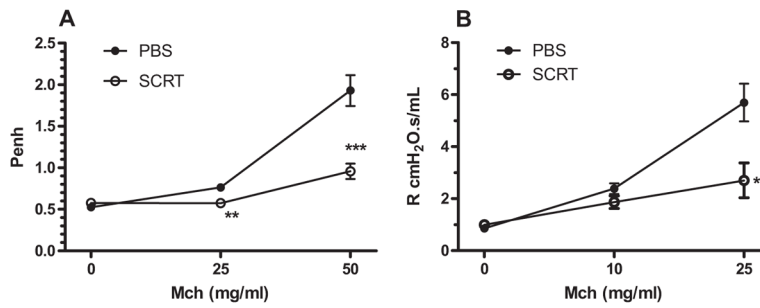 A
PBS
SCRT
2.5
2.0
1.5
1.0
0.5
0.0
Penh
***
**
0
25
50
Mch (mg/ml)
B
PBS
SCRT
8
6
4
2
0
R cmH₂O.s/mL
*
0
10
25
Mch (mg/ml)